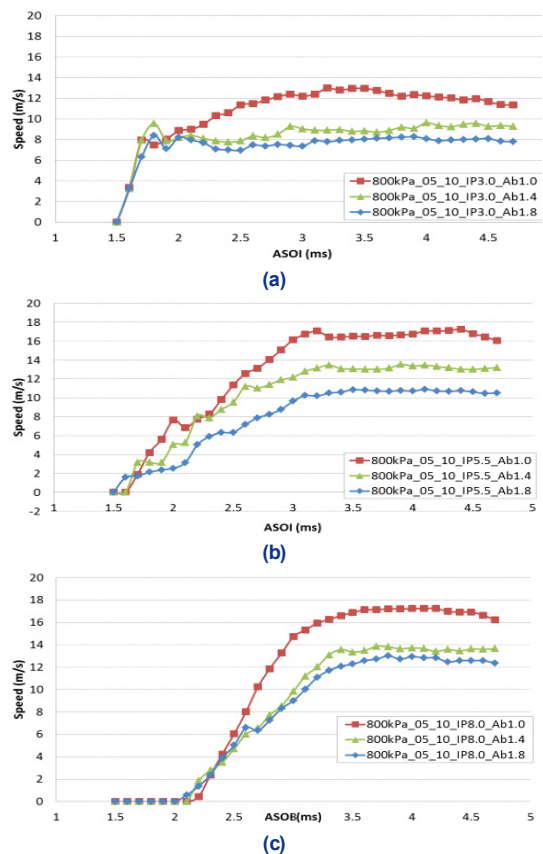 20
18
16
14
12
10
8
6
4
2
0
Speed (m/s)
800kPa_05_10_IP3.0_Ab1.0
800kPa_05_10_IP3.0_Ab1.4
800kPa_05_10_IP3.0_Ab1.8
1 1.5 2 2.5 3 3.5 4 4.5
ASOI (ms)
(a)
20
18
16
14
12
10
8
6
4
2
0
-2
Speed (m/s)
800kPa_05_10_IP5.5_Ab1.0
800kPa_05_10_IP5.5_Ab1.4
800kPa_05_10_IP5.5_Ab1.8
1 1.5 2 2.5 3 3.5 4 4.5 5
ASOI (ms)
(b)
20
18
16
14
12
10
8
6
4
2
0
Speed (m/s)
800kPa_05_10_IP8.0_Ab1.0
800kPa_05_10_IP8.0_Ab1.4
800kPa_05_10_IP8.0_Ab1.8
1 1.5 2 2.5 3 3.5 4 4.5 5
ASOB(ms)
(c)